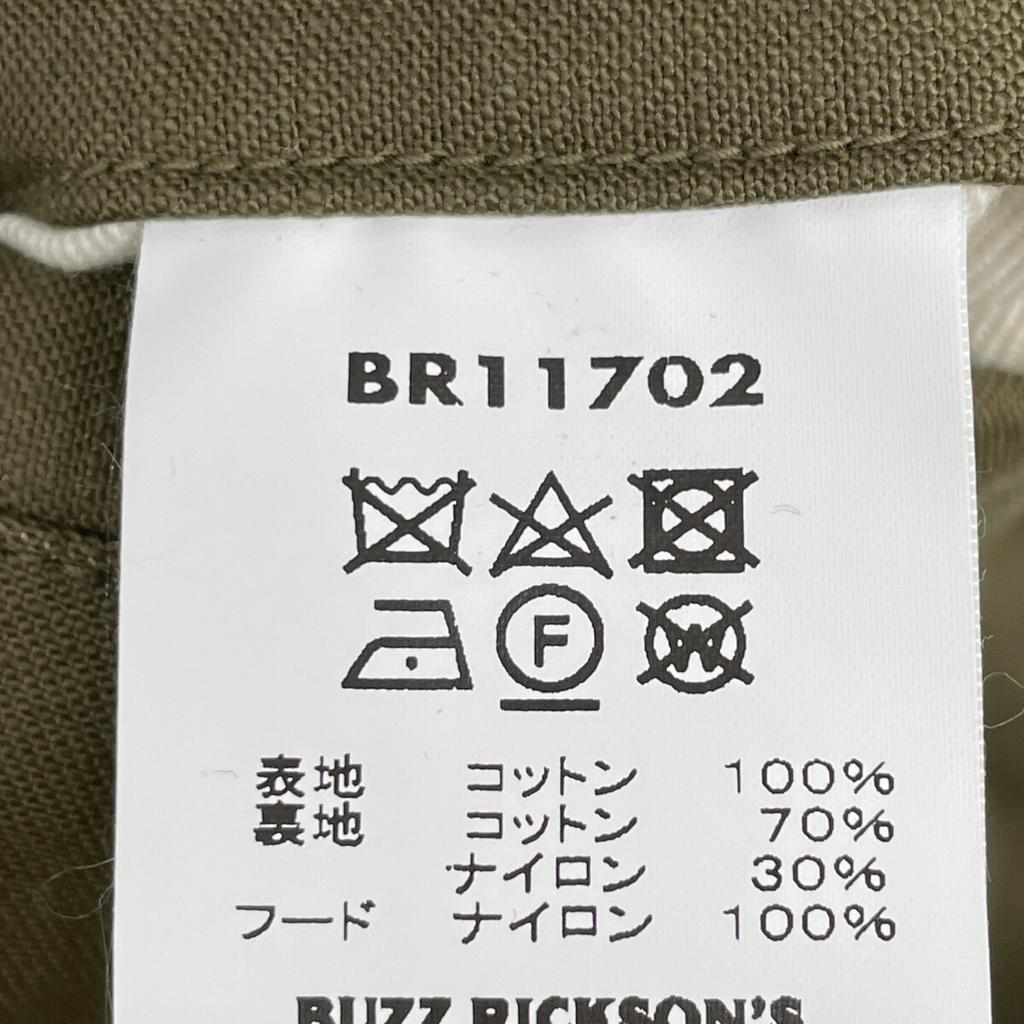 BR11702
F W
表地 コットン 100%
裏地 コットン 70%
ナイロン 30%
フード ナイロン 100%
BUZZ RICKSON'S